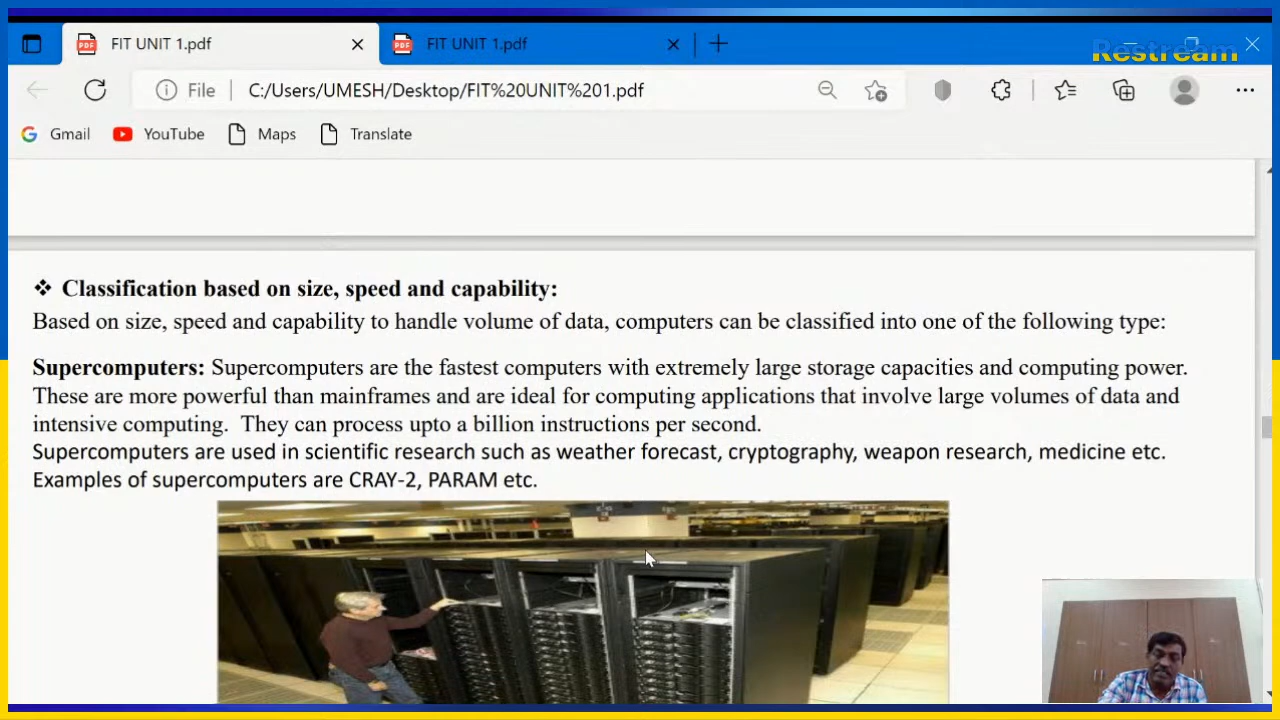 FIT UNIT 1.pdf
FIT UNIT 1.pdf
Restream
File
C:/Users/UMESH/Desktop/FIT%20UNIT%201.pdf
Gmail
YouTube
Maps
Translate
Classification based on size, speed and capability:
Based on size, speed and capability to handle volume of data, computers can be classified into one of the following type:
Supercomputers: Supercomputers are the fastest computers with extremely large storage capacities and computing power.
These are more powerful than mainframes and are ideal for computing applications that involve large volumes of data and
intensive computing. They can process upto a billion instructions per second.
Supercomputers are used in scientific research such as weather forecast, cryptography, weapon research, medicine etc.
Examples of supercomputers are CRAY-2, PARAM etc.